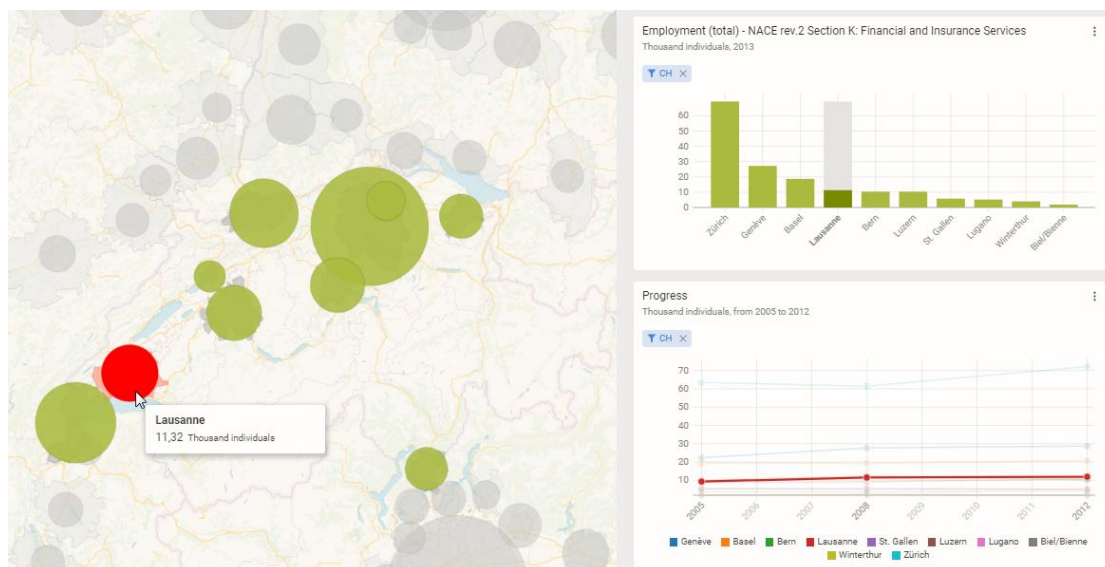 Employment (total) - NACE rev.2 Section K: Financial and Insurance Services
Thousand individuals, 2013
CH
60
50
40
30
20
10
0
Zürich
Genève
Basel
Lausanne
Bern
Luzern
St. Gallen
Lugano
Winterthur
Biel/Bienne
Lausanne
11,32 Thousand individuals
Progress
Thousand individuals, from 2005 to 2012
CH
70
60
50
40
30
20
10
2005
2006
2007
2008
2009
2010
2011
2012
Genève Basel Bern Lausanne St. Gallen Luzern Lugano Biel/Bienne
Winterthur Zürich